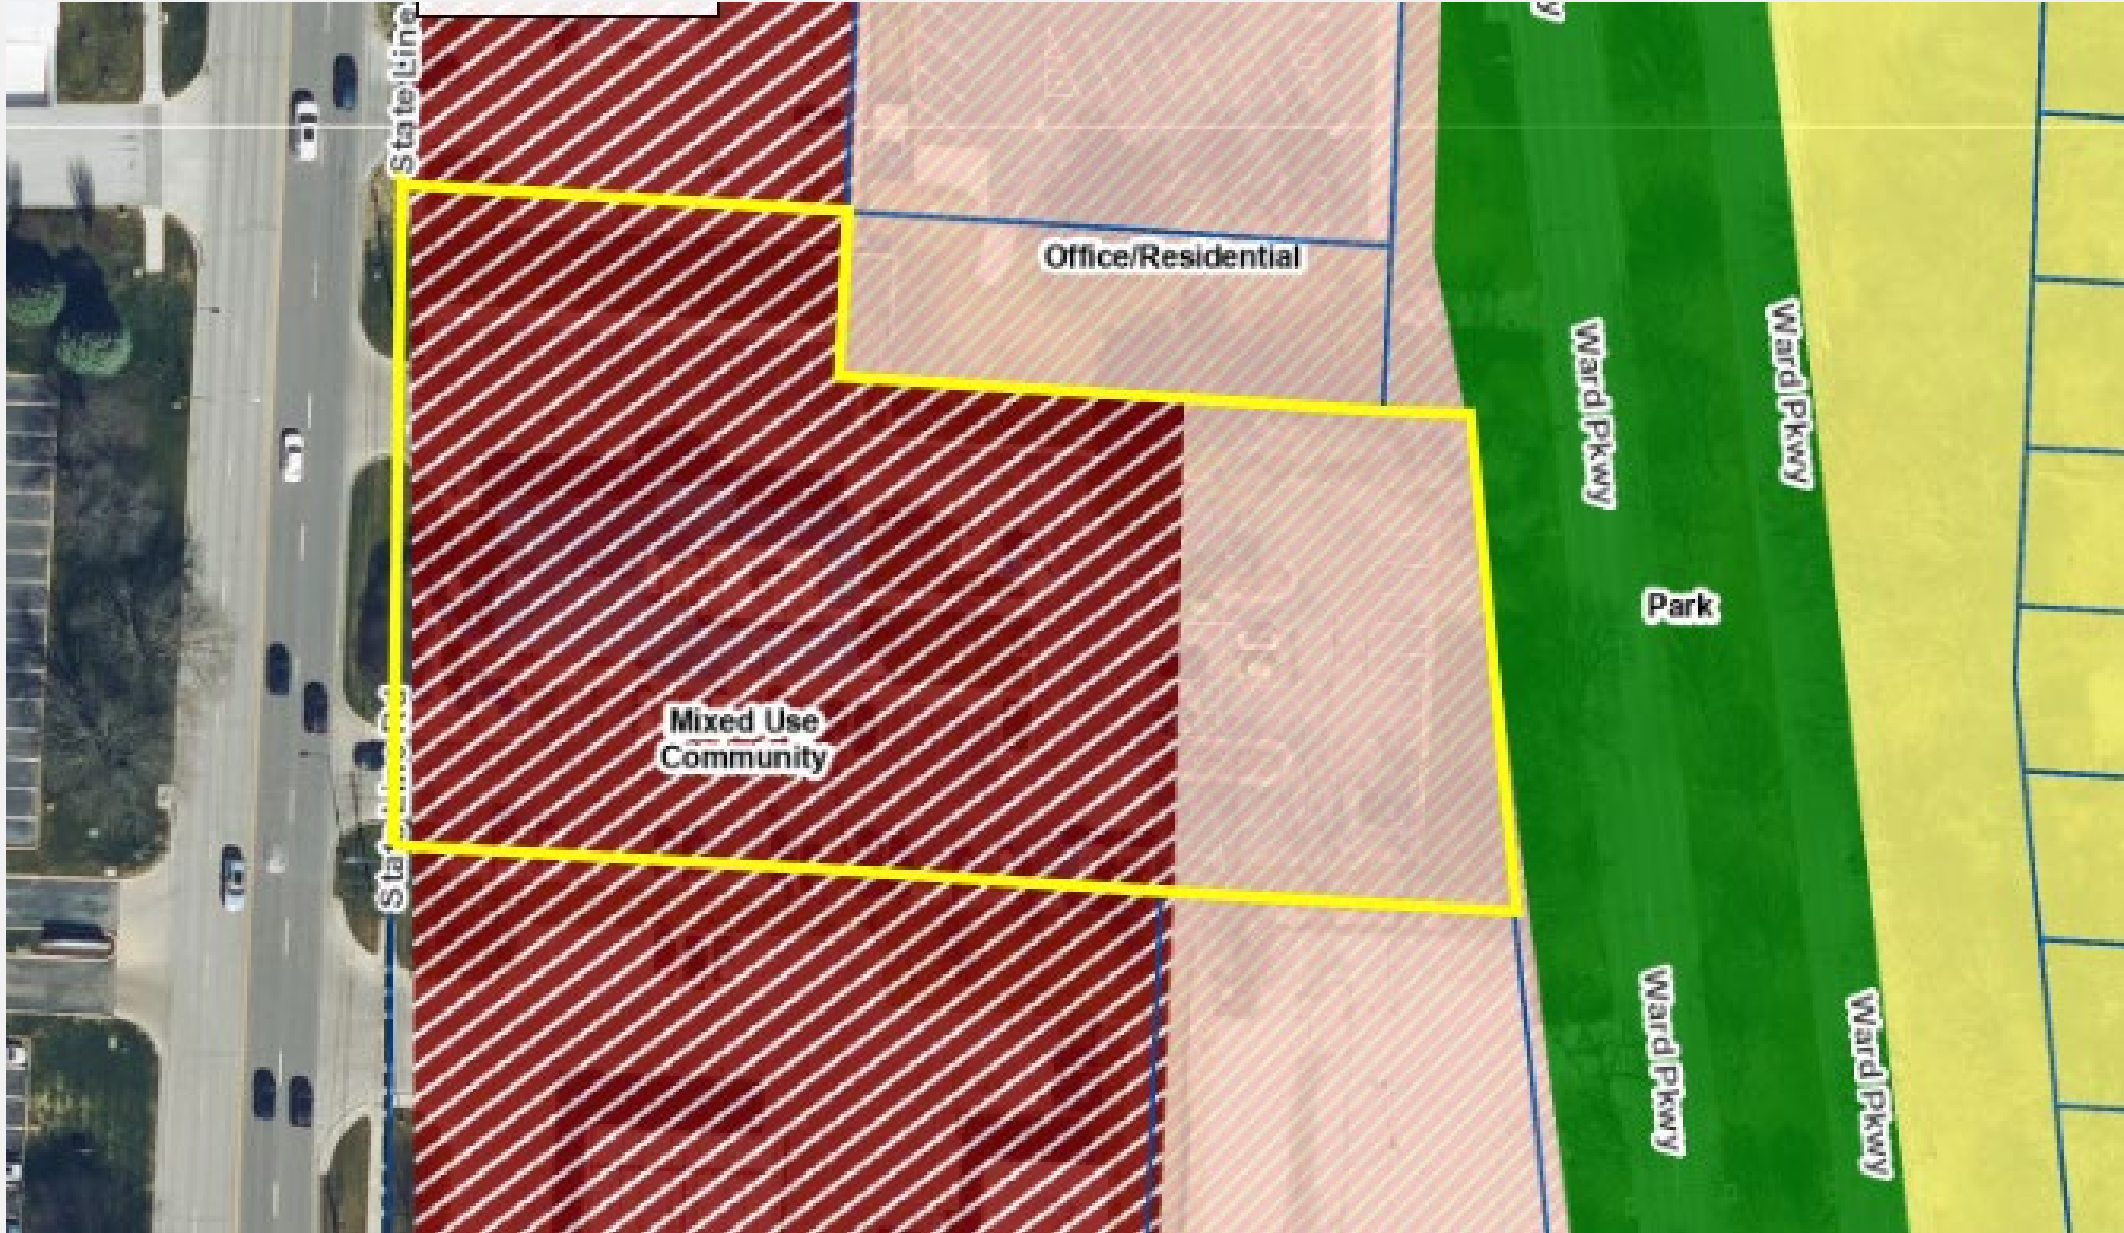 State Line
Office/Residential
Ward Pkwy
Ward Pkwy
Park
Mixed Use
Community
Ward Pkwy
Ward Pkwy